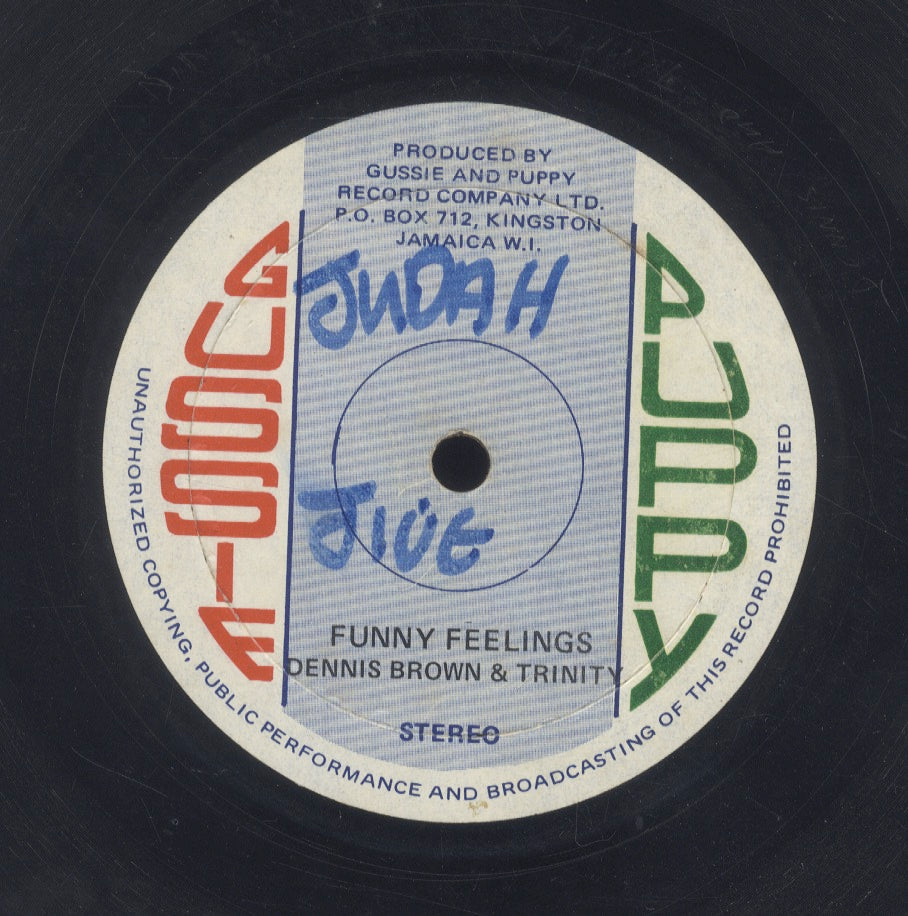 PRODUCED BY
GUSSIE AND PUPPY
RECORD COMPANY LTD.
P.O. BOX 712, KINGSTON
JAMAICA W.I.
GUSSIE
PUPPY
JUDAH
JIVE
FUNNY FEELINGS
DENNIS BROWN & TRINITY
STEREO
UNAUTHORIZED COPYING, PUBLIC PERFORMANCE AND BROADCASTING OF THIS RECORD PROHIBITED